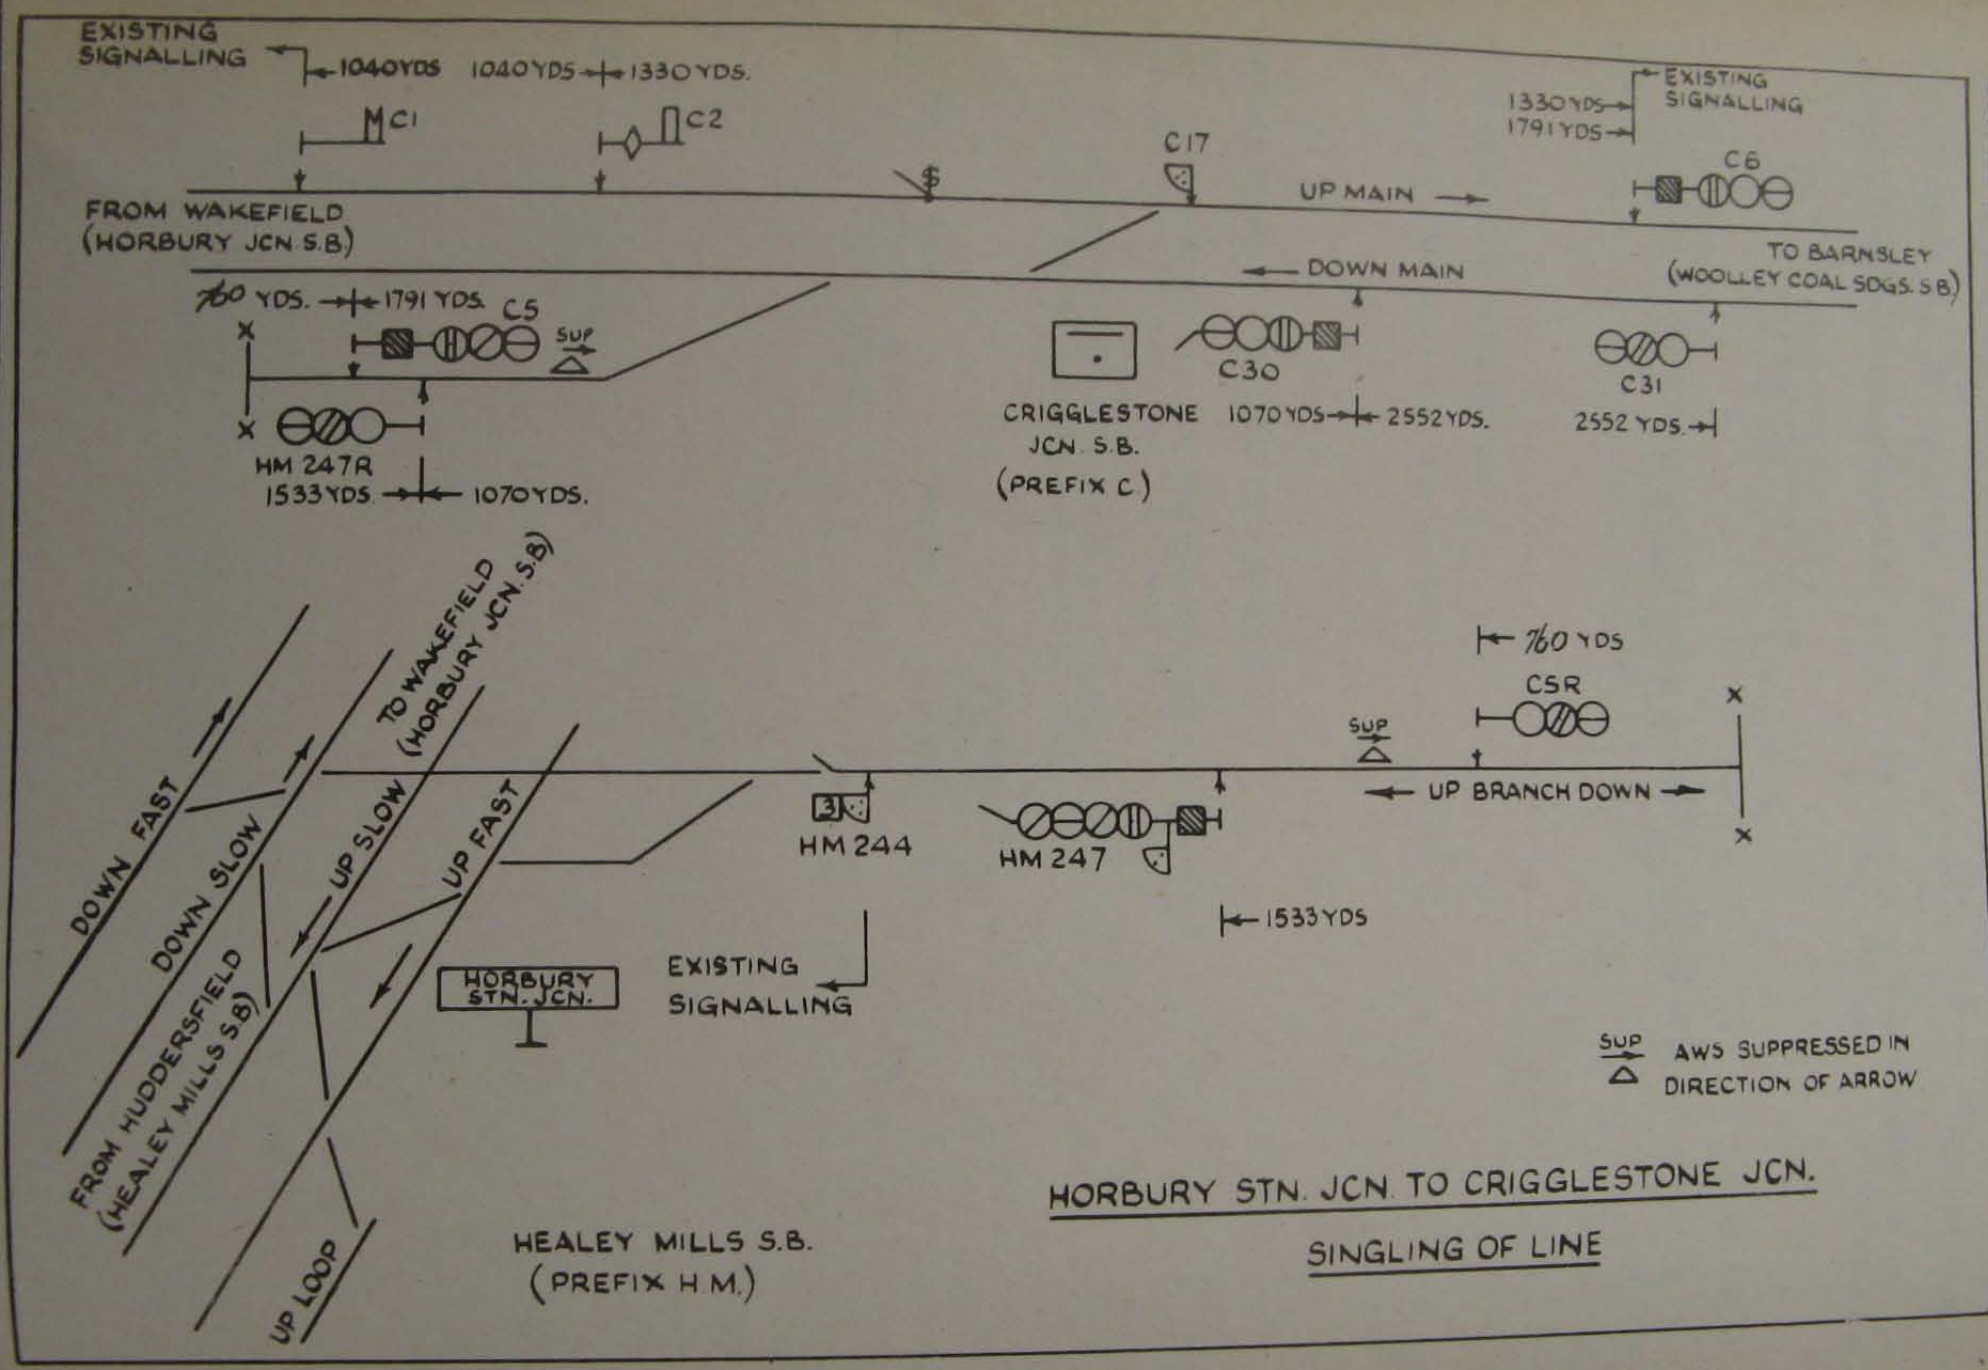 EXISTING
SIGNALLING
1040YDS
1040YDS
1330YDS.
C1
C2
C17
EXISTING
SIGNALLING
1330YDS
1791YDS
C6
UP MAIN
FROM WAKEFIELD
(HORBURY JCN S.B.)
TO BARNSLEY
(WOOLLEY COAL SDGS. S B)
DOWN MAIN
760 YDS.
1791 YDS.
C5
SUP
X
X
HM 247R
1533YDS.
1070YDS.
C30
C31
CRIGGLESTONE
JCN. S.B.
(PREFIX C.)
1070YDS
2552YDS.
2552YDS.
TO WAKEFIELD
(HORBURY JCN. S.B)
DOWN FAST
DOWN SLOW
UP SLOW
UP FAST
FROM HUDDERSFIELD
(HEALEY MILLS S.B)
UP LOOP
760 YDS
C5R
SUP
X
X
UP BRANCH DOWN
3
HM 244
HM 247
1533YDS
HORBURY
STN. JCN.
EXISTING
SIGNALLING
SUP
AWS SUPPRESSED IN
DIRECTION OF ARROW
HORBURY STN. JCN. TO CRIGGLESTONE JCN.
SINGLING OF LINE
HEALEY MILLS S.B.
(PREFIX H.M.)